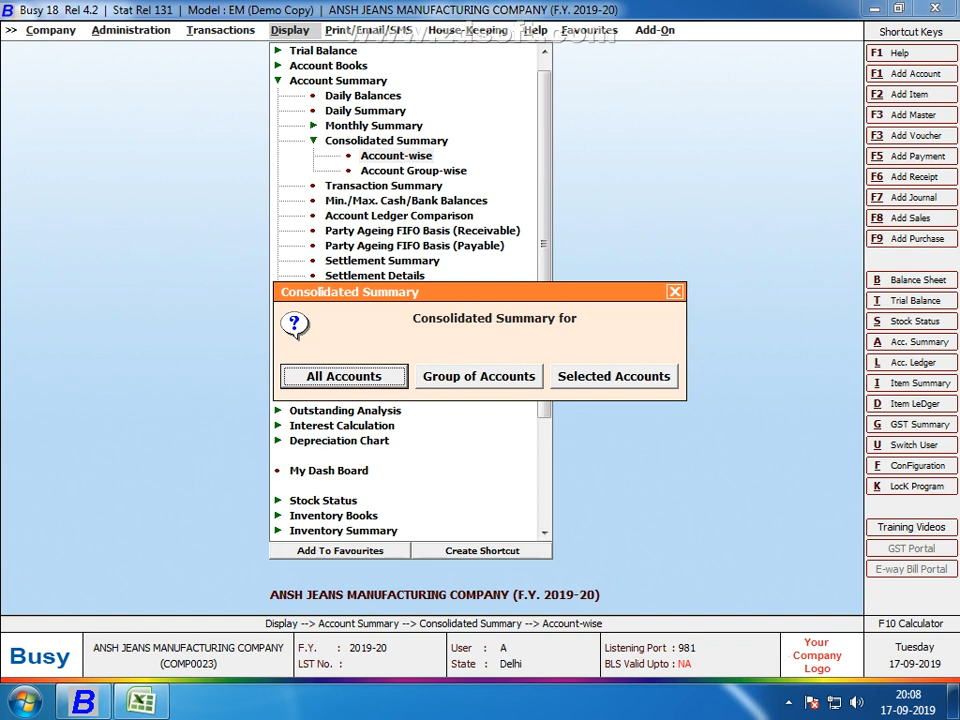 Busy 18 Rel 4.2 | Stat Rel 131 | Model : EM (Demo Copy) | ANSH JEANS MANUFACTURING COMPANY (F.Y. 2019-20)
>> Company Administration Transactions Display Print/Email/SMS House-Keeping Help Favourites Add-On
Shortcut Keys
Trial Balance
Account Books
Account Summary
Daily Balances
Daily Summary
Monthly Summary
Consolidated Summary
Account-wise
Account Group-wise
Transaction Summary
Min./Max. Cash/Bank Balances
Account Ledger Comparison
Party Ageing FIFO Basis (Receivable)
Party Ageing FIFO Basis (Payable)
Settlement Summary
Settlement Details
Consolidated Summary
Consolidated Summary for
All Accounts Group of Accounts Selected Accounts
Outstanding Analysis
Interest Calculation
Depreciation Chart
My Dash Board
Stock Status
Inventory Books
Inventory Summary
Add To Favourites Create Shortcut
F1 Help
F1 Add Account
F2 Add Item
F3 Add Master
F3 Add Voucher
F5 Add Payment
F6 Add Receipt
F7 Add Journal
F8 Add Sales
F9 Add Purchase
B Balance Sheet
T Trial Balance
S Stock Status
A Acc. Summary
L Acc. Ledger
I Item Summary
D Item LeDger
G GST Summary
U Switch User
F ConFiguration
K LocK Program
Training Videos
GST Portal
E-way Bill Portal
ANSH JEANS MANUFACTURING COMPANY (F.Y. 2019-20)
Display --> Account Summary --> Consolidated Summary --> Account-wise
F10 Calculator
Busy
ANSH JEANS MANUFACTURING COMPANY
(COMP0023)
F.Y. : 2019-20
LST No. :
User : A
State : Delhi
Listening Port : 981
BLS Valid Upto : NA
Your
Company
Logo
Tuesday
17-09-2019
20:08
17-09-2019